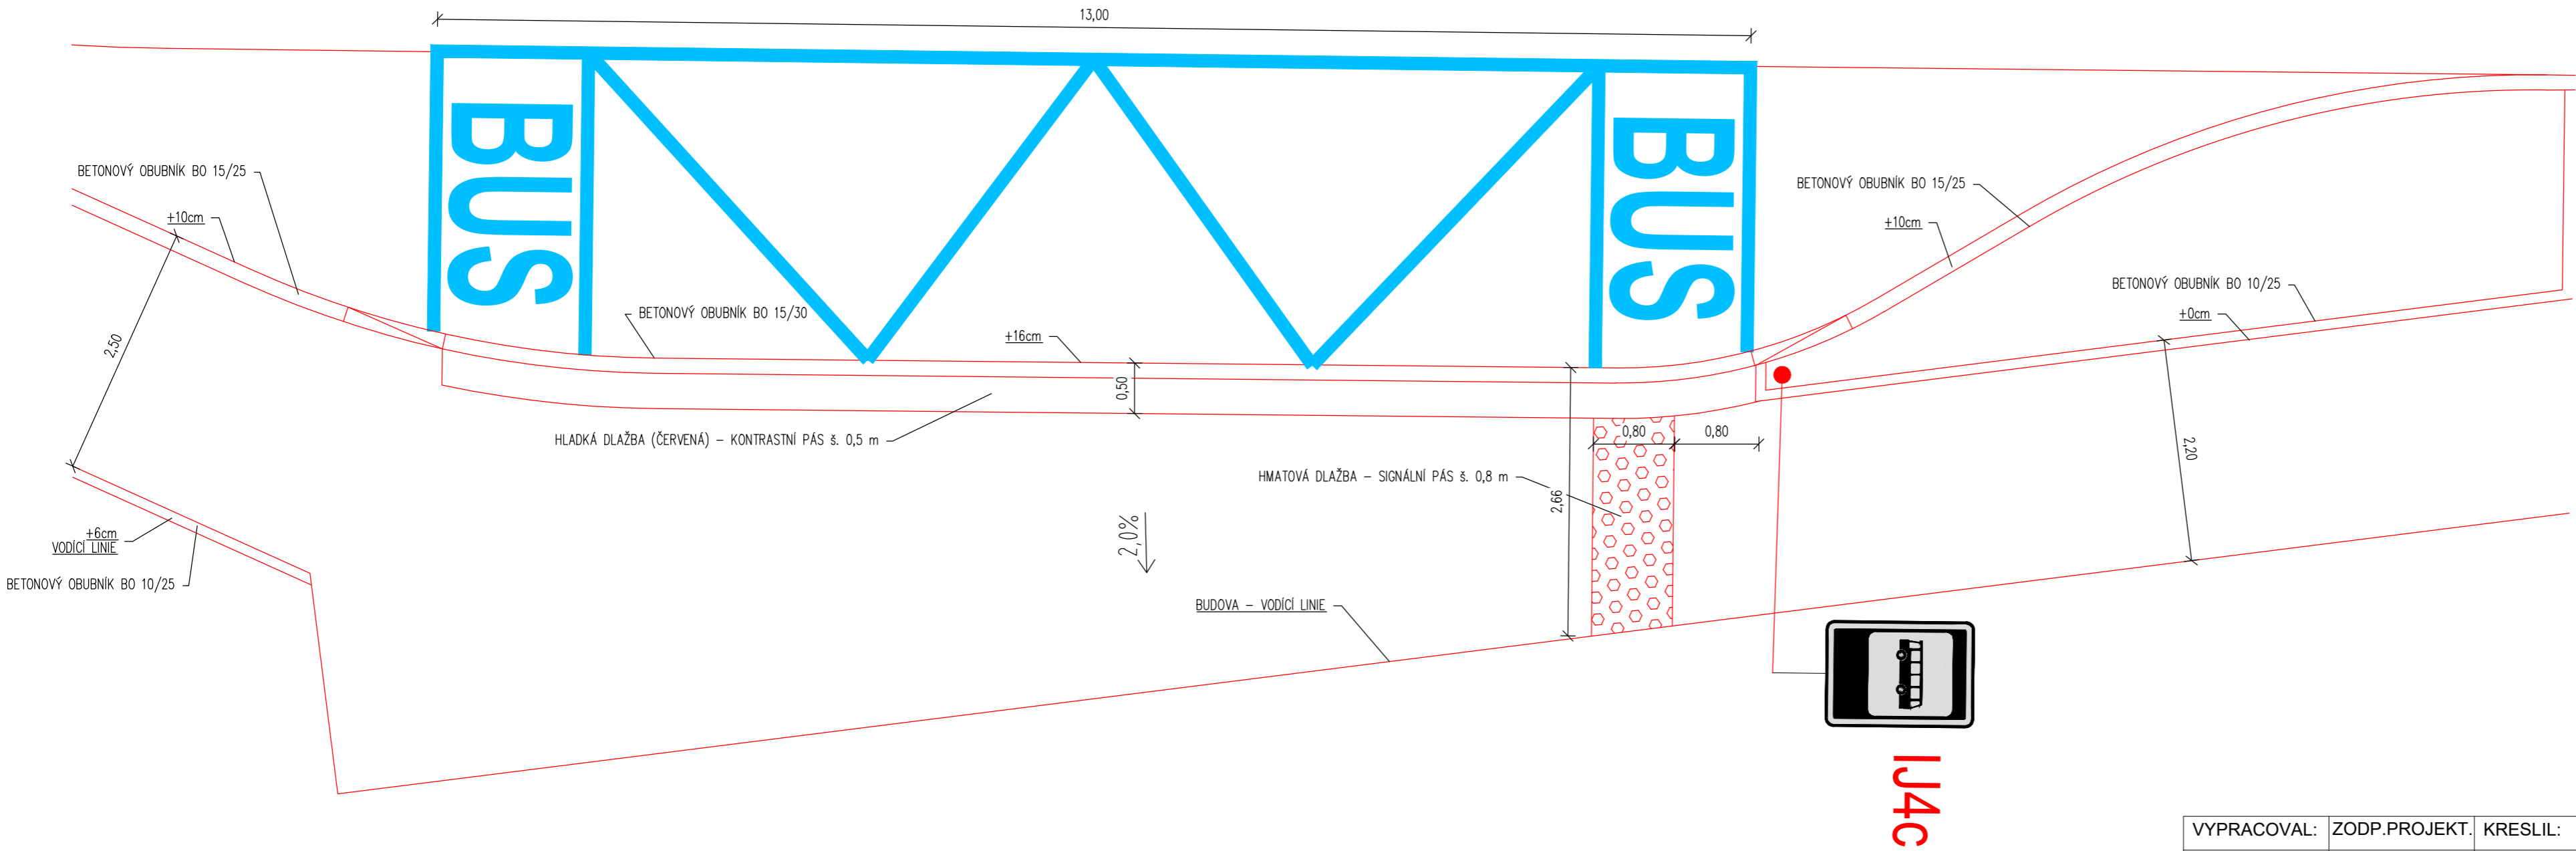 13,00
BUS
BUS
BETONOVÝ OBUBNÍK BO 15/25
+10cm
2,50
BETONOVÝ OBUBNÍK BO 15/30
+16cm
0,50
BETONOVÝ OBUBNÍK BO 15/25
+10cm
BETONOVÝ OBUBNÍK BO 10/25
+0cm
HLADKÁ DLAŽBA (ČERVENÁ) – KONTRASTNÍ PÁS š. 0,5 m
0,80
0,80
2,20
HMATOVÁ DLAŽBA – SIGNÁLNÍ PÁS š. 0,8 m
2,66
2,0%
+6cm
VODÍCÍ LINIE
BETONOVÝ OBUBNÍK BO 10/25
BUDOVA – VODÍCÍ LINIE
IJ4c
VYPRACOVAL: ZODP.PROJEKT. KRESLIL: